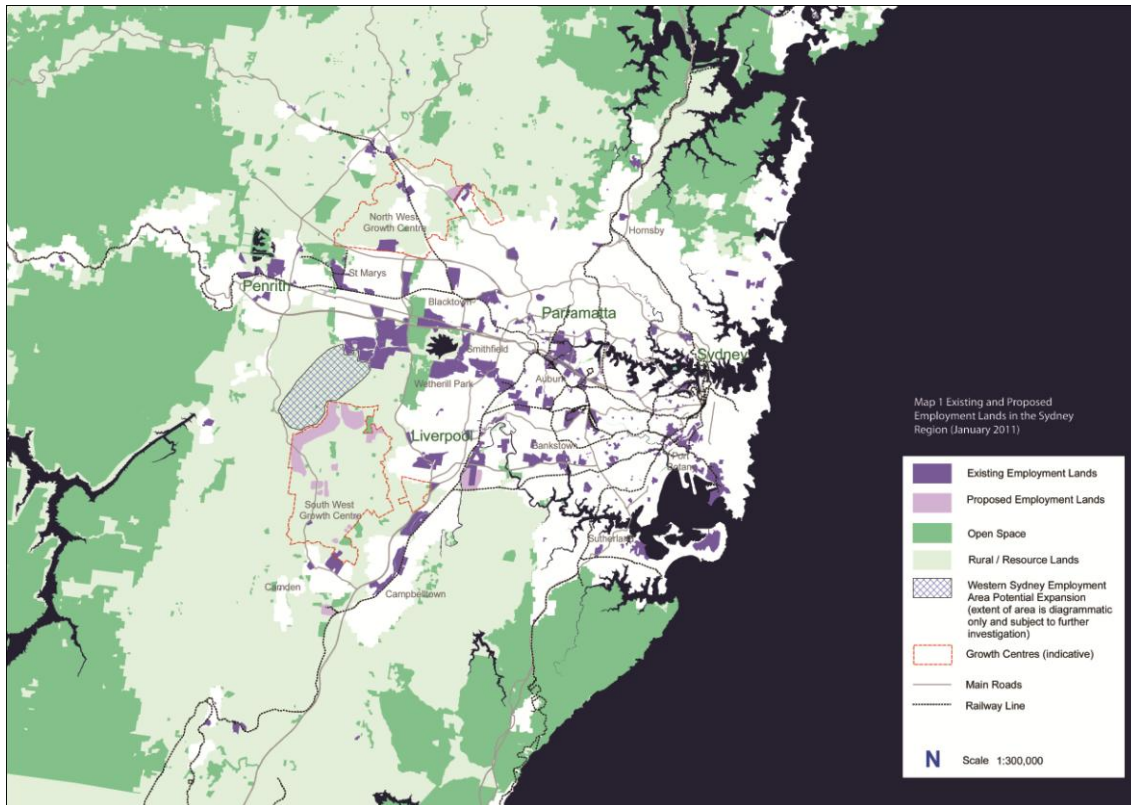 Hornsby
North West
Growth Centre
St Marys
Penrith
Blacktown
Parramatta
Smithfield
Sydney
Wetherill Park
Auburn
Liverpool
Bankstown
Port
Botany
South West
Growth Centre
Sutherland
Camden
Campbelltown
Map 1 Existing and Proposed
Employment Lands in the Sydney
Region (January 2011)
Existing Employment Lands
Proposed Employment Lands
Open Space
Rural / Resource Lands
Western Sydney Employment
Area Potential Expansion
(extent of area is diagrammatic
only and subject to further
investigation)
Growth Centres (indicative)
Main Roads
Railway Line
N Scale 1:300,000